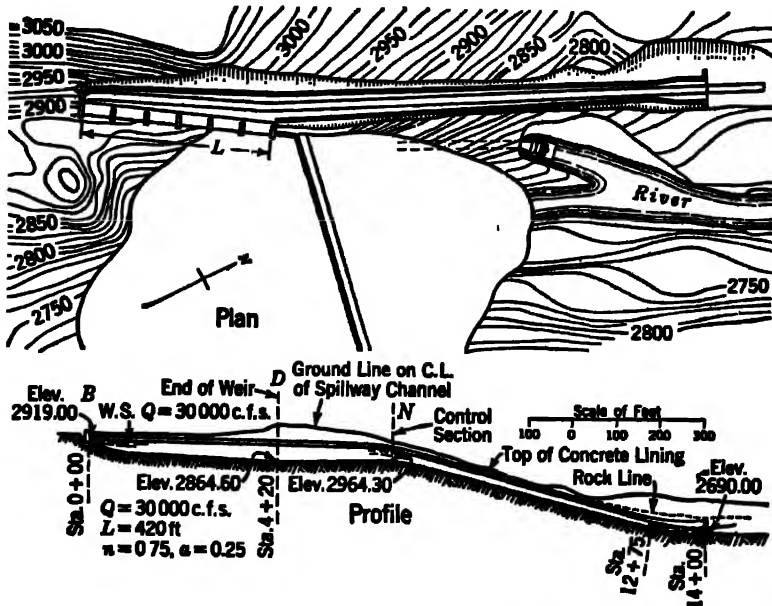 3050
3000
2950
2900
3000
2950
2900
2850
2800
L
River
2850
2800
2750
N
Plan
2750
2800
Ground Line on C.L.
of Spillway Channel
End of Weir
D
Elev.
2919.00
B
W.S. Q = 30 000 c.f.s.
N
Control
Section
Scale of Feet
100 0 100 200 300
Top of Concrete Lining
Rock Line
Elev.
2690.00
Elev. 2864.60
Elev. 2964.30
Sta. 0+00
Sta. 4+20
Q = 30 000 c.f.s.
L = 420 ft
n = 0 75, a = 0.25
Profile
Sta.
12+75
Sta.
14+00